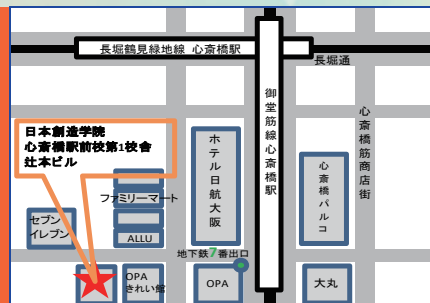 長堀鶴見緑地線 心斎橋駅
長堀通
日本創造学院
心斎橋駅前校第1校舎
辻本ビル
御堂筋線心斎橋駅
心斎橋筋商店街
ホテル日航大阪
心斎橋パルコ
ファミリーマート
セブン
イレブン
ALLU
地下鉄7番出口
OPA
きれい館
OPA
大丸